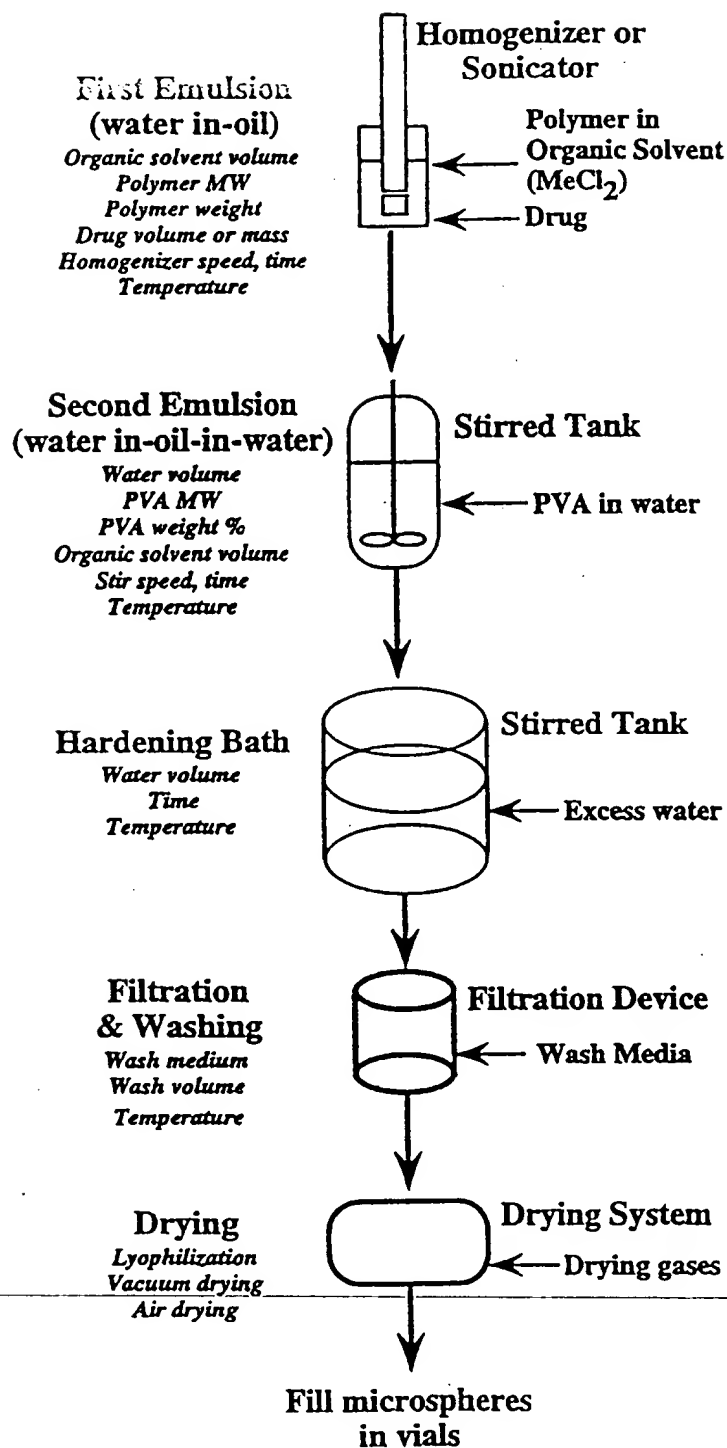 Homogenizer or
Sonicator
First Emulsion
(water in-oil)
Organic solvent volume
Polymer MW
Polymer weight
Drug volume or mass
Homogenizer speed, time
Temperature
Polymer in
Organic Solvent
(MeCl2)
Drug
Second Emulsion
(water in-oil-in-water)
Water volume
PVA MW
PVA weight %
Organic solvent volume
Stir speed, time
Temperature
Stirred Tank
PVA in water
Hardening Bath
Water volume
Time
Temperature
Stirred Tank
Excess water
Filtration
& Washing
Wash medium
Wash volume
Temperature
Filtration Device
Wash Media
Drying
Lyophilization
Vacuum drying
Air drying
Drying System
Drying gases
Fill microspheres
in vials